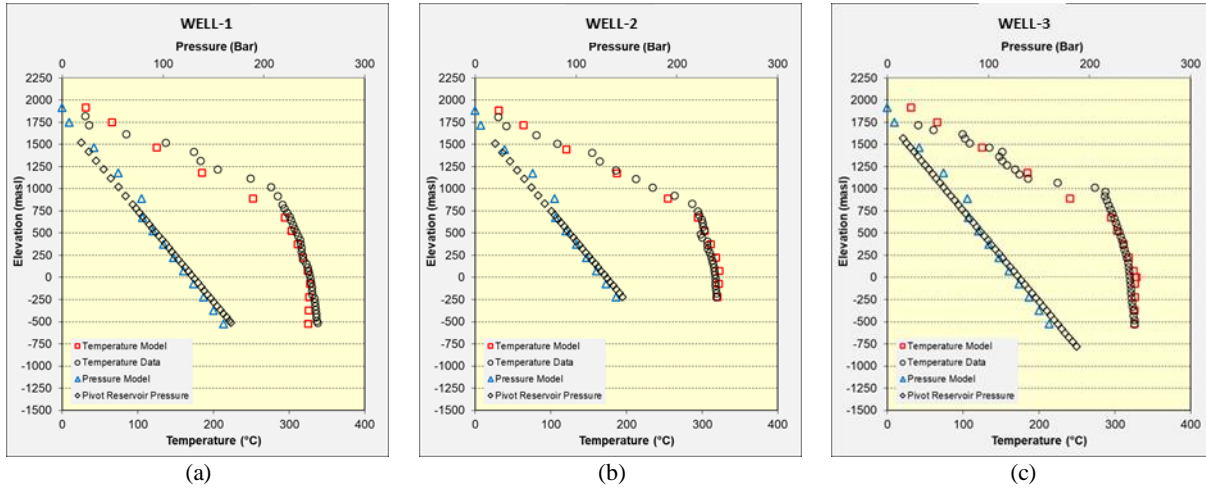 WELL-1
Pressure (Bar)
0 100 200 300
2250
2000
1750
1500
1250
1000
750
500
250
0
-250
-500
-750
-1000
-1250
-1500
Elevation (masl)
Temperature Model
Temperature Data
Pressure Model
Pivot Reservoir Pressure
0 100 200 300 400
Temperature (°C)
(a)
WELL-2
Pressure (Bar)
0 100 200 300
2250
2000
1750
1500
1250
1000
750
500
250
0
-250
-500
-750
-1000
-1250
-1500
Elevation (masl)
Temperature Model
Temperature Data
Pressure Model
Pivot Reservoir Pressure
0 100 200 300 400
Temperature (°C)
(b)
WELL-3
Pressure (Bar)
0 100 200 300
2250
2000
1750
1500
1250
1000
750
500
250
0
-250
-500
-750
-1000
-1250
-1500
Elevation (masl)
Temperature Model
Temperature Data
Pressure Model
Pivot Reservoir Pressure
0 100 200 300 400
Temperature (°C)
(c)